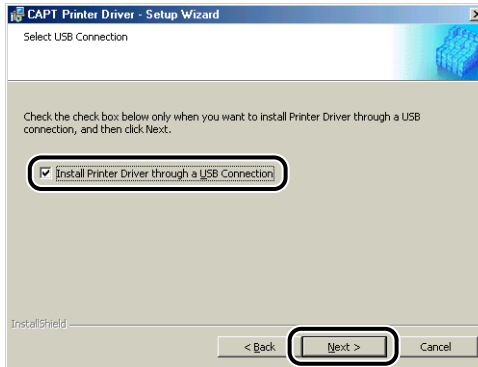 CAPT Printer Driver - Setup Wizard
Select USB Connection
Check the check box below only when you want to install Printer Driver through a USB
connection, and then click Next.
Install Printer Driver through a USB Connection
InstallShield
< Back Next > Cancel